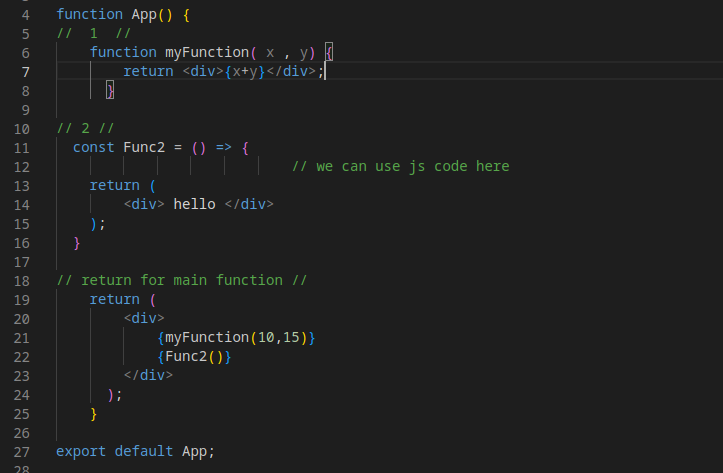 4 function App() {
5 //  1  //
6     function myFunction( x , y) {
7         return <div>{x+y}</div>;
8       }
9
10 // 2 //
11   const Func2 = () => {
12                             // we can use js code here
13     return (
14         <div> hello </div>
15     );
16   }
17
18 // return for main function //
19     return (
20         <div>
21             {myFunction(10,15)}
22             {Func2()}
23         </div>
24       );
25     }
26
27 export default App;
28